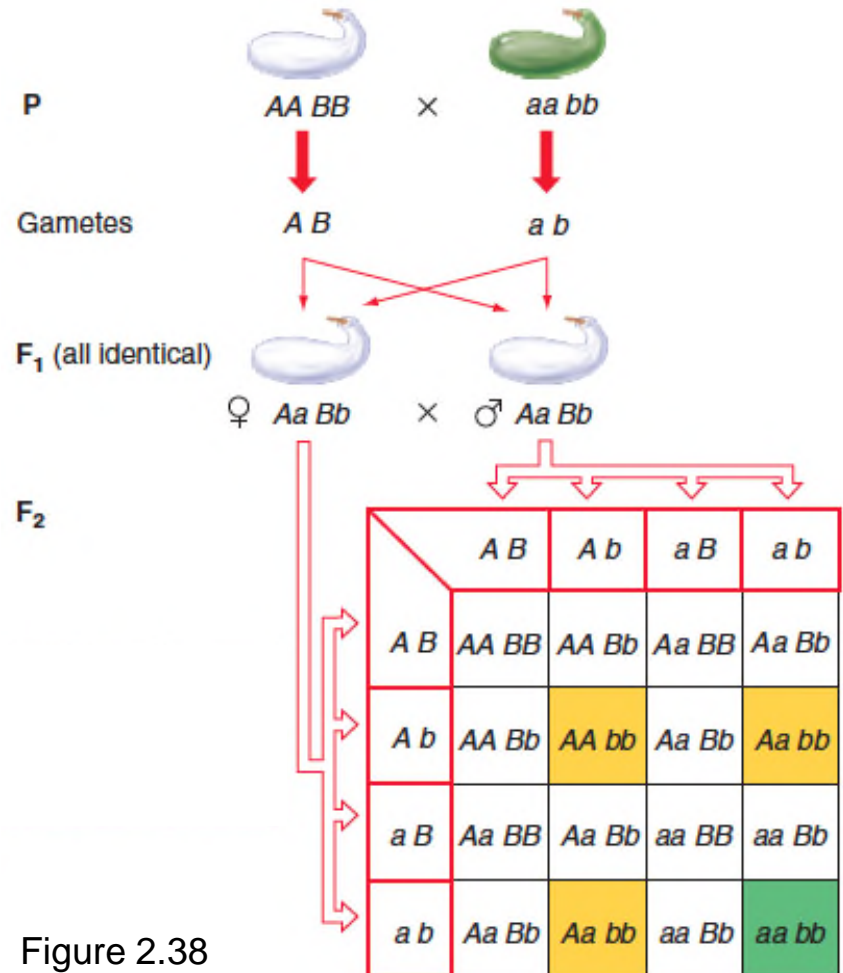 P AA BB × aa bb
Gametes A B a b
F₁ (all identical)
♀ Aa Bb × ♂ Aa Bb
F₂
A B A b a B a b
A B AA BB AA Bb Aa BB Aa Bb
A b AA Bb AA bb Aa Bb Aa bb
a B Aa BB Aa Bb aa BB aa Bb
a b Aa Bb Aa bb aa Bb aa bb
Figure 2.38